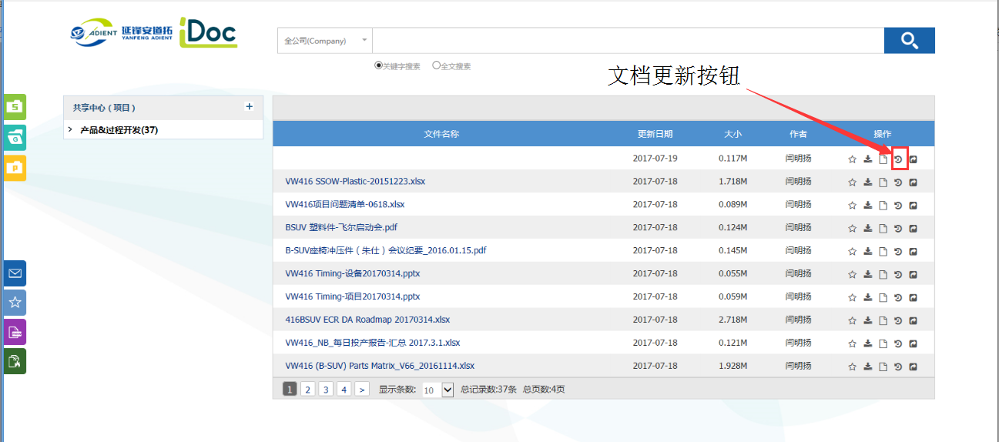 ADIENT 延锋安道拓 iDoc
YANFENG ADIENT
全公司(Company)
关键字搜索 全文搜索
文档更新按钮
共享中心（项目） +
> 产品&过程开发(37)
文件名称 更新日期 大小 作者 操作
2017-07-19 0.117M 闫明扬
VW416 SSOW-Plastic-20151223.xlsx 2017-07-18 1.718M 闫明扬
VW416项目问题清单-0618.xlsx 2017-07-18 0.089M 闫明扬
BSUV 塑料件-飞尔启动会.pdf 2017-07-18 0.124M 闫明扬
B-SUV座椅冲压件（朱仕）会议纪要_2016.01.15.pdf 2017-07-18 0.145M 闫明扬
VW416 Timing-设备20170314.pptx 2017-07-18 0.055M 闫明扬
VW416 Timing-项目20170314.pptx 2017-07-18 0.059M 闫明扬
416BSUV ECR DA Roadmap 20170314.xlsx 2017-07-18 2.718M 闫明扬
VW416_NB_每日投产报告-汇总 2017.3.1.xlsx 2017-07-18 0.121M 闫明扬
VW416 (B-SUV) Parts Matrix_V66_20161114.xlsx 2017-07-18 1.928M 闫明扬
1 2 3 4 > 显示条数: 10 总记录数:37条 总页数:4页
S
G
P